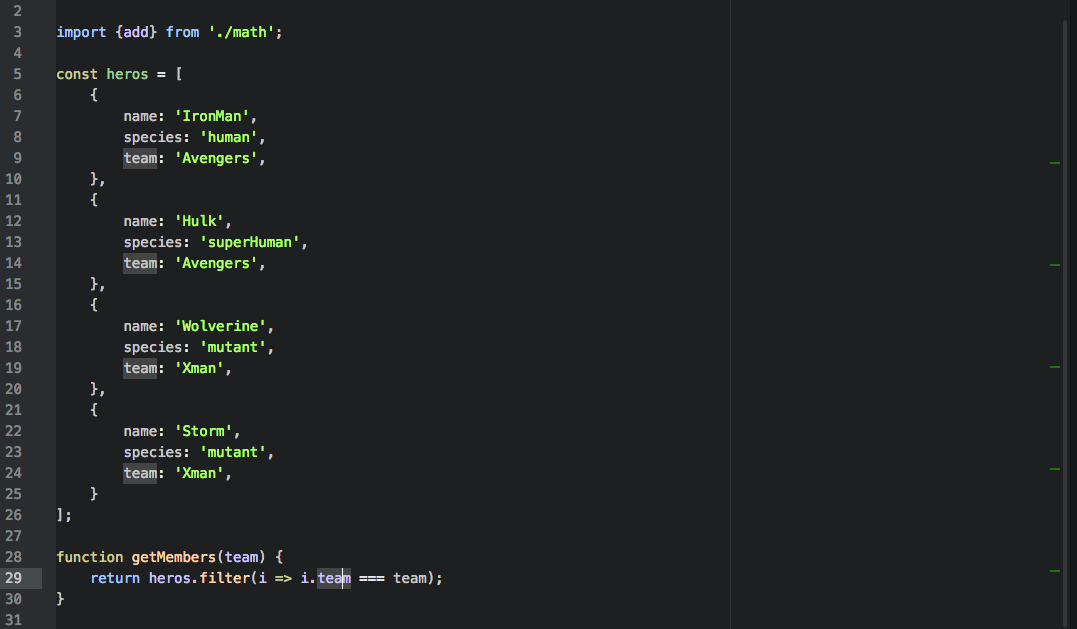 2
3 import {add} from './math';
4
5 const heros = [
6 {
7 name: 'IronMan',
8 species: 'human',
9 team: 'Avengers',
10 },
11 {
12 name: 'Hulk',
13 species: 'superHuman',
14 team: 'Avengers',
15 },
16 {
17 name: 'Wolverine',
18 species: 'mutant',
19 team: 'Xman',
20 },
21 {
22 name: 'Storm',
23 species: 'mutant',
24 team: 'Xman',
25 }
26 ];
27
28 function getMembers(team) {
29 return heros.filter(i => i.team === team);
30 }
31